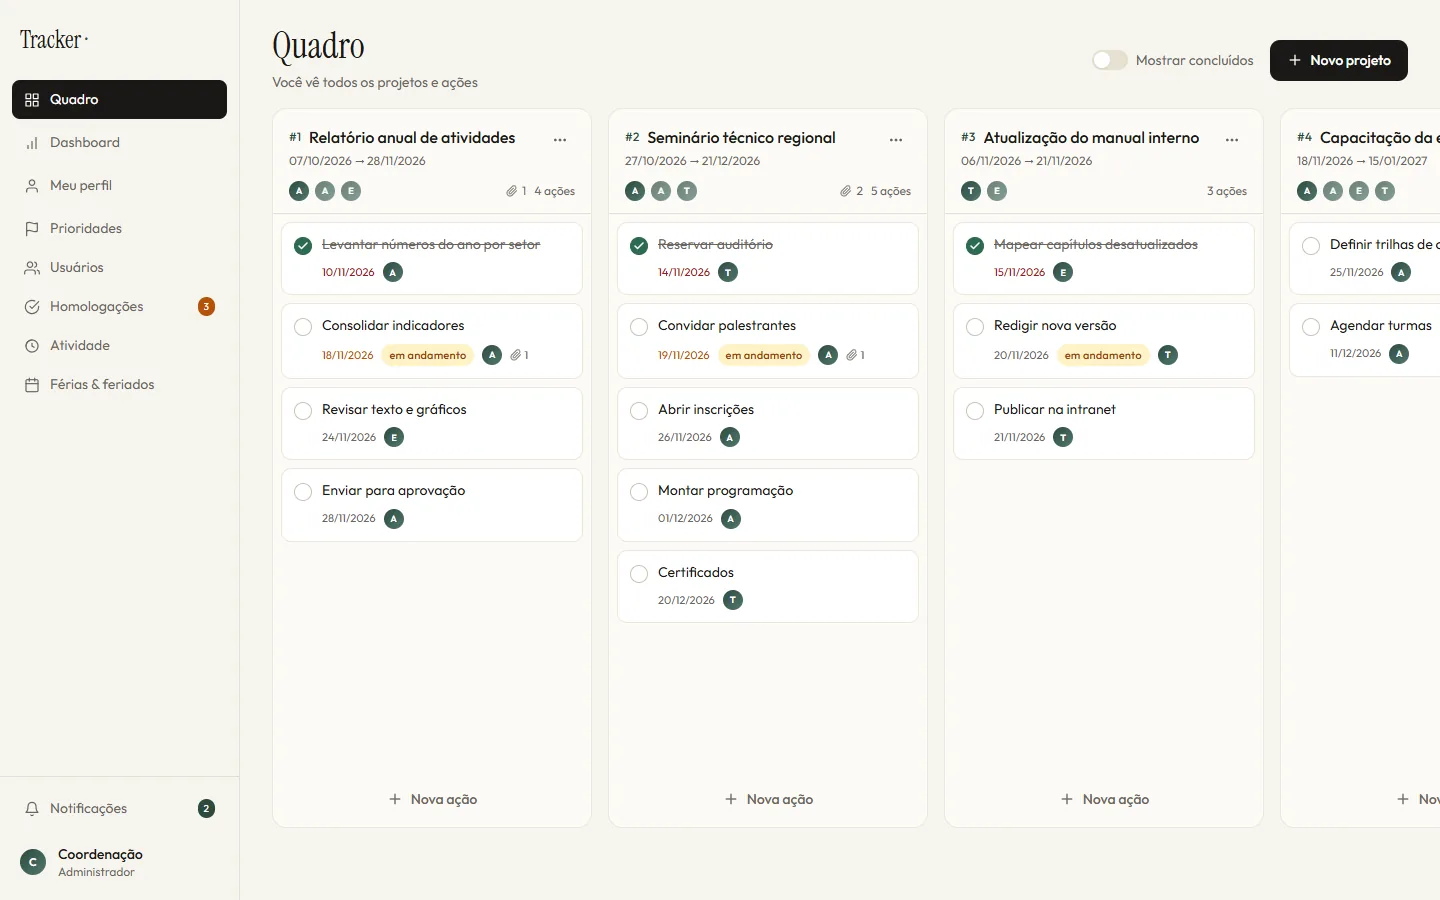 Tracker ·
Quadro
Dashboard
Meu perfil
Prioridades
Usuários
Homologações 3
Atividade
Férias & feriados
Notificações 2
C Coordenação
Administrador
Quadro
Você vê todos os projetos e ações
Mostrar concluídos
+ Novo projeto
#1 Relatório anual de atividades ...
07/10/2026 → 28/11/2026
A A E 1 4 ações
Levantar números do ano por setor
10/11/2026 A
Consolidar indicadores
18/11/2026 em andamento A 1
Revisar texto e gráficos
24/11/2026 E
Enviar para aprovação
28/11/2026 A
+ Nova ação
#2 Seminário técnico regional ...
27/10/2026 → 21/12/2026
A A T 2 5 ações
Reservar auditório
14/11/2026 T
Convidar palestrantes
19/11/2026 em andamento A 1
Abrir inscrições
26/11/2026 A
Montar programação
01/12/2026 A
Certificados
20/12/2026 T
+ Nova ação
#3 Atualização do manual interno ...
06/11/2026 → 21/11/2026
T E 3 ações
Mapear capítulos desatualizados
15/11/2026 E
Redigir nova versão
20/11/2026 em andamento T
Publicar na intranet
21/11/2026 T
+ Nova ação
#4 Capacitação da e
18/11/2026 → 15/01/2027
A A E T
Definir trilhas de c
25/11/2026 A
Agendar turmas
11/12/2026 A
+ Nov